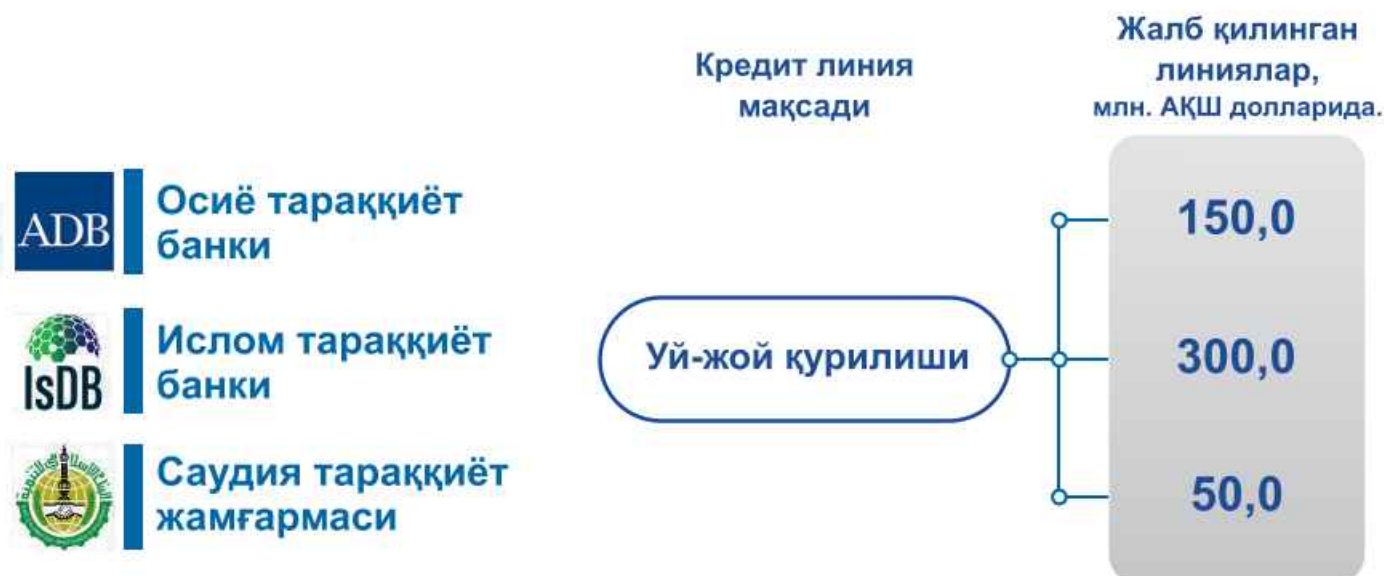 Кредит линия
мақсади
Жалб қилинган
линиялар,
млн. АҚШ долларида.
ADB
Осиё тараққиёт
банки
150,0
IsDB
Ислом тараққиёт
банки
Уй-жой қурилиши
300,0
Саудия тараққиёт
жамғармаси
50,0